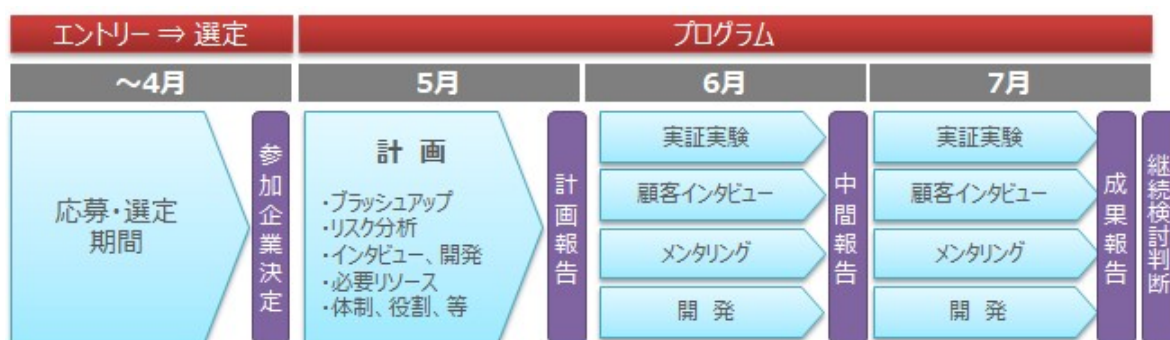 エントリー ⇒ 選定
プログラム
～4月
5月
6月
7月
応募・選定
期間
参加企業決定
計 画
・ブラッシュアップ
・リスク分析
・インタビュー、開発
・必要リソース
・体制、役割、等
計画報告
実証実験
顧客インタビュー
メンタリング
開 発
中間報告
実証実験
顧客インタビュー
メンタリング
開 発
成果報告
継続検討判断